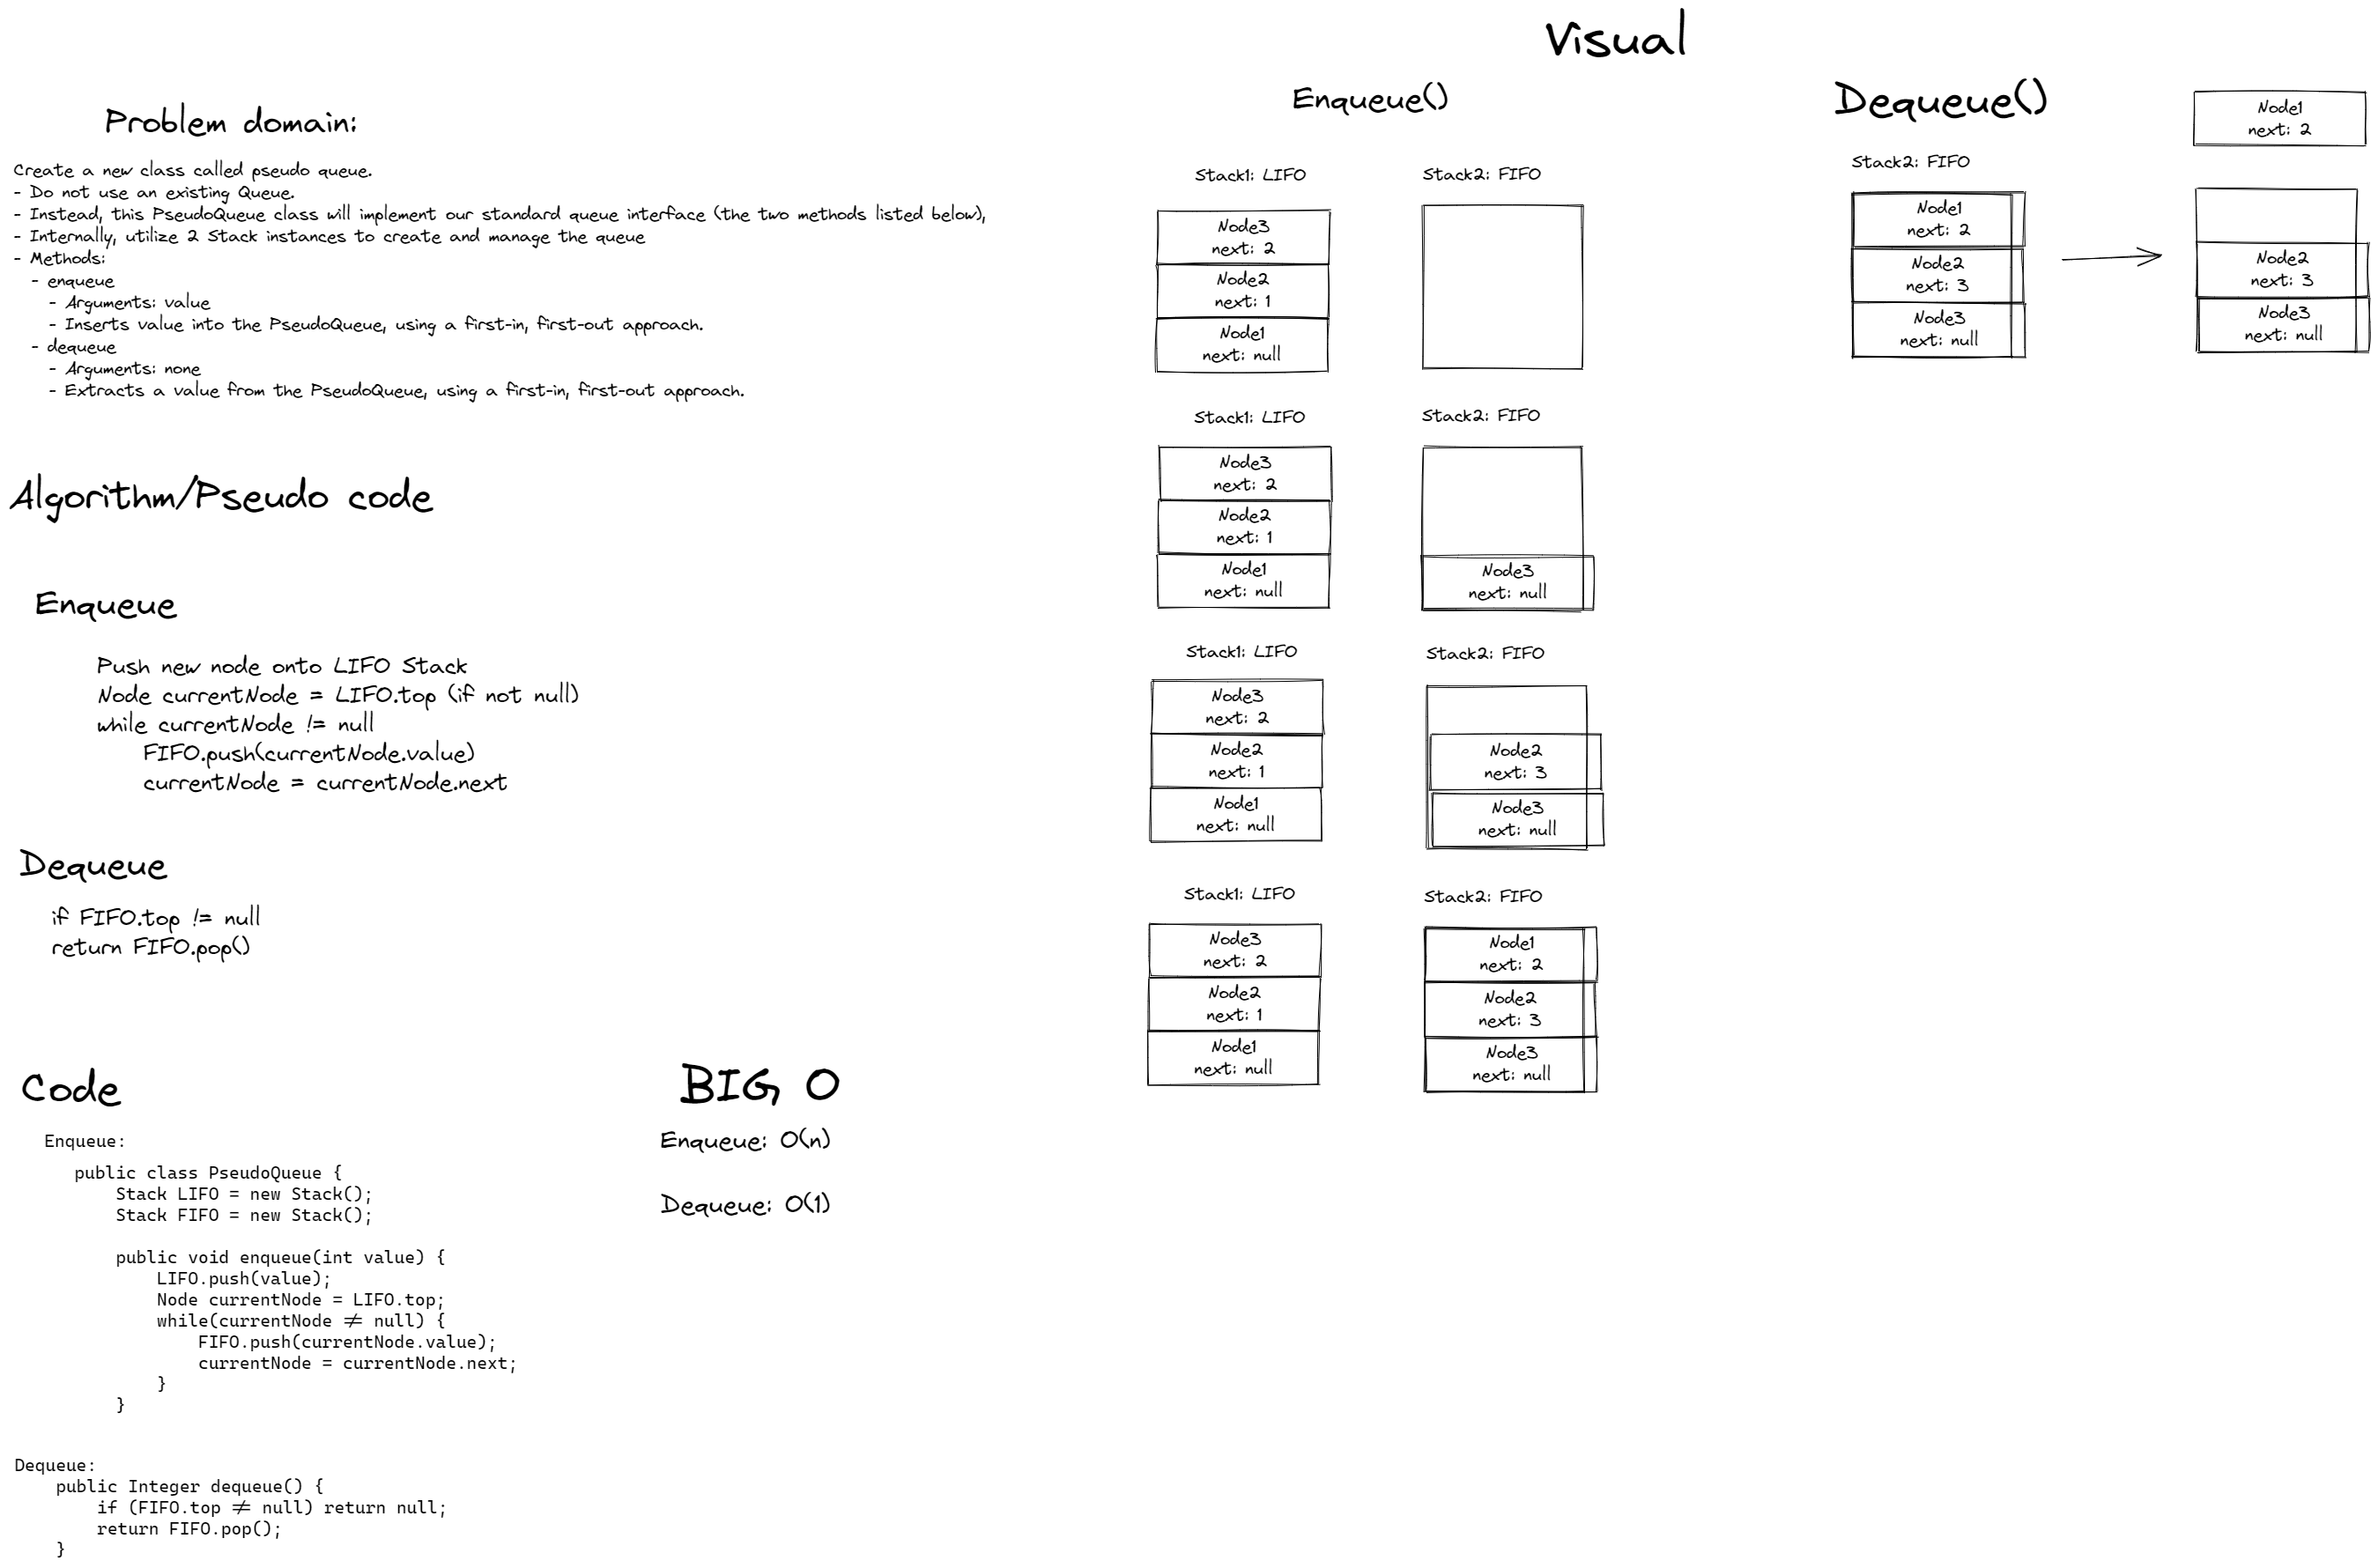 Visual
Problem domain:
Create a new class called pseudo queue.
- Do not use an existing Queue.
- Instead, this PseudoQueue class will implement our standard queue interface (the two methods listed below),
- Internally, utilize 2 Stack instances to create and manage the queue
- Methods:
- enqueue
- Arguments: value
- Inserts value into the PseudoQueue, using a first-in, first-out approach.
- dequeue
- Arguments: none
- Extracts a value from the PseudoQueue, using a first-in, first-out approach.
Algorithm/Pseudo code
Enqueue
Push new node onto LIFO Stack
Node currentNode = LIFO.top (if not null)
while currentNode != null
FIFO.push(currentNode.value)
currentNode = currentNode.next
Dequeue
if FIFO.top != null
return FIFO.pop()
Code
Enqueue:
public class PseudoQueue {
Stack LIFO = new Stack();
Stack FIFO = new Stack();
public void enqueue(int value) {
LIFO.push(value);
Node currentNode = LIFO.top;
while(currentNode ≠ null) {
FIFO.push(currentNode.value);
currentNode = currentNode.next;
}
}
Dequeue:
public Integer dequeue() {
if (FIFO.top ≠ null) return null;
return FIFO.pop();
}
BIG O
Enqueue: O(n)
Dequeue: O(1)
Enqueue()
Stack1: LIFO
Node3
next: 2
Node2
next: 1
Node1
next: null
Stack2: FIFO
Stack1: LIFO
Node3
next: 2
Node2
next: 1
Node1
next: null
Stack2: FIFO
Node3
next: null
Stack1: LIFO
Node3
next: 2
Node2
next: 1
Node1
next: null
Stack2: FIFO
Node2
next: 3
Node3
next: null
Stack1: LIFO
Node3
next: 2
Node2
next: 1
Node1
next: null
Stack2: FIFO
Node1
next: 2
Node2
next: 3
Node3
next: null
Dequeue()
Stack2: FIFO
Node1
next: 2
Node2
next: 3
Node3
next: null
Node1
next: 2
Node2
next: 3
Node3
next: null